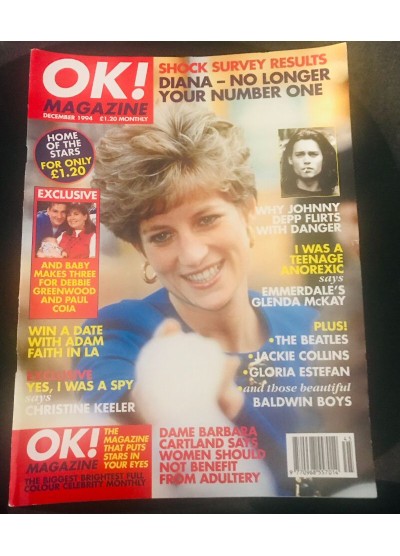 OK!
MAGAZINE
DECEMBER 1994 £1.20 MONTHLY
SHOCK SURVEY RESULTS
DIANA – NO LONGER
YOUR NUMBER ONE
HOME
OF THE
STARS
FOR ONLY
£1.20
EXCLUSIVE
AND BABY
MAKES THREE
FOR DEBBIE
GREENWOOD
AND PAUL
COIA
WIN A DATE
WITH ADAM
FAITH IN LA
EXCLUSIVE
YES, I WAS A SPY
says
CHRISTINE KEELER
WHY JOHNNY
DEPP FLIRTS
WITH DANGER
I WAS A
TEENAGE
ANOREXIC
says
EMMERDALE'S
GLENDA McKAY
PLUS!
•THE BEATLES
•JACKIE COLLINS
•GLORIA ESTEFAN
•and those beautiful
BALDWIN BOYS
OK!
MAGAZINE
THE
MAGAZINE
THAT PUTS
STARS IN
YOUR EYES
THE BIGGEST BRIGHTEST FULL
COLOUR CELEBRITY MONTHLY
DAME BARBARA
CARTLAND SAYS
WOMEN SHOULD
NOT BENEFIT
FROM ADULTERY